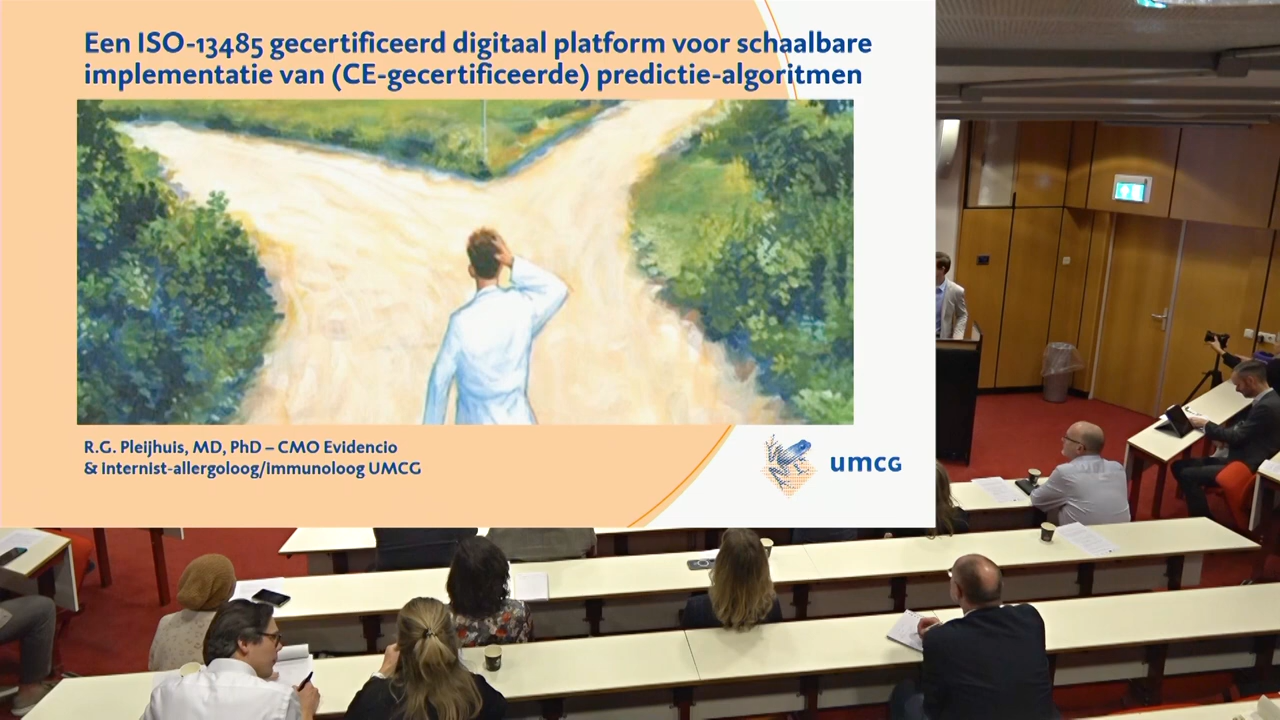 Een ISO-13485 gecertificeerd digitaal platform voor schaalbare
implementatie van (CE-gecertificeerde) predictie-algoritmen
R.G. Pleijhuis, MD, PhD – CMO Evidencio
& Internist-allergoloog/immunoloog UMCG
umcg